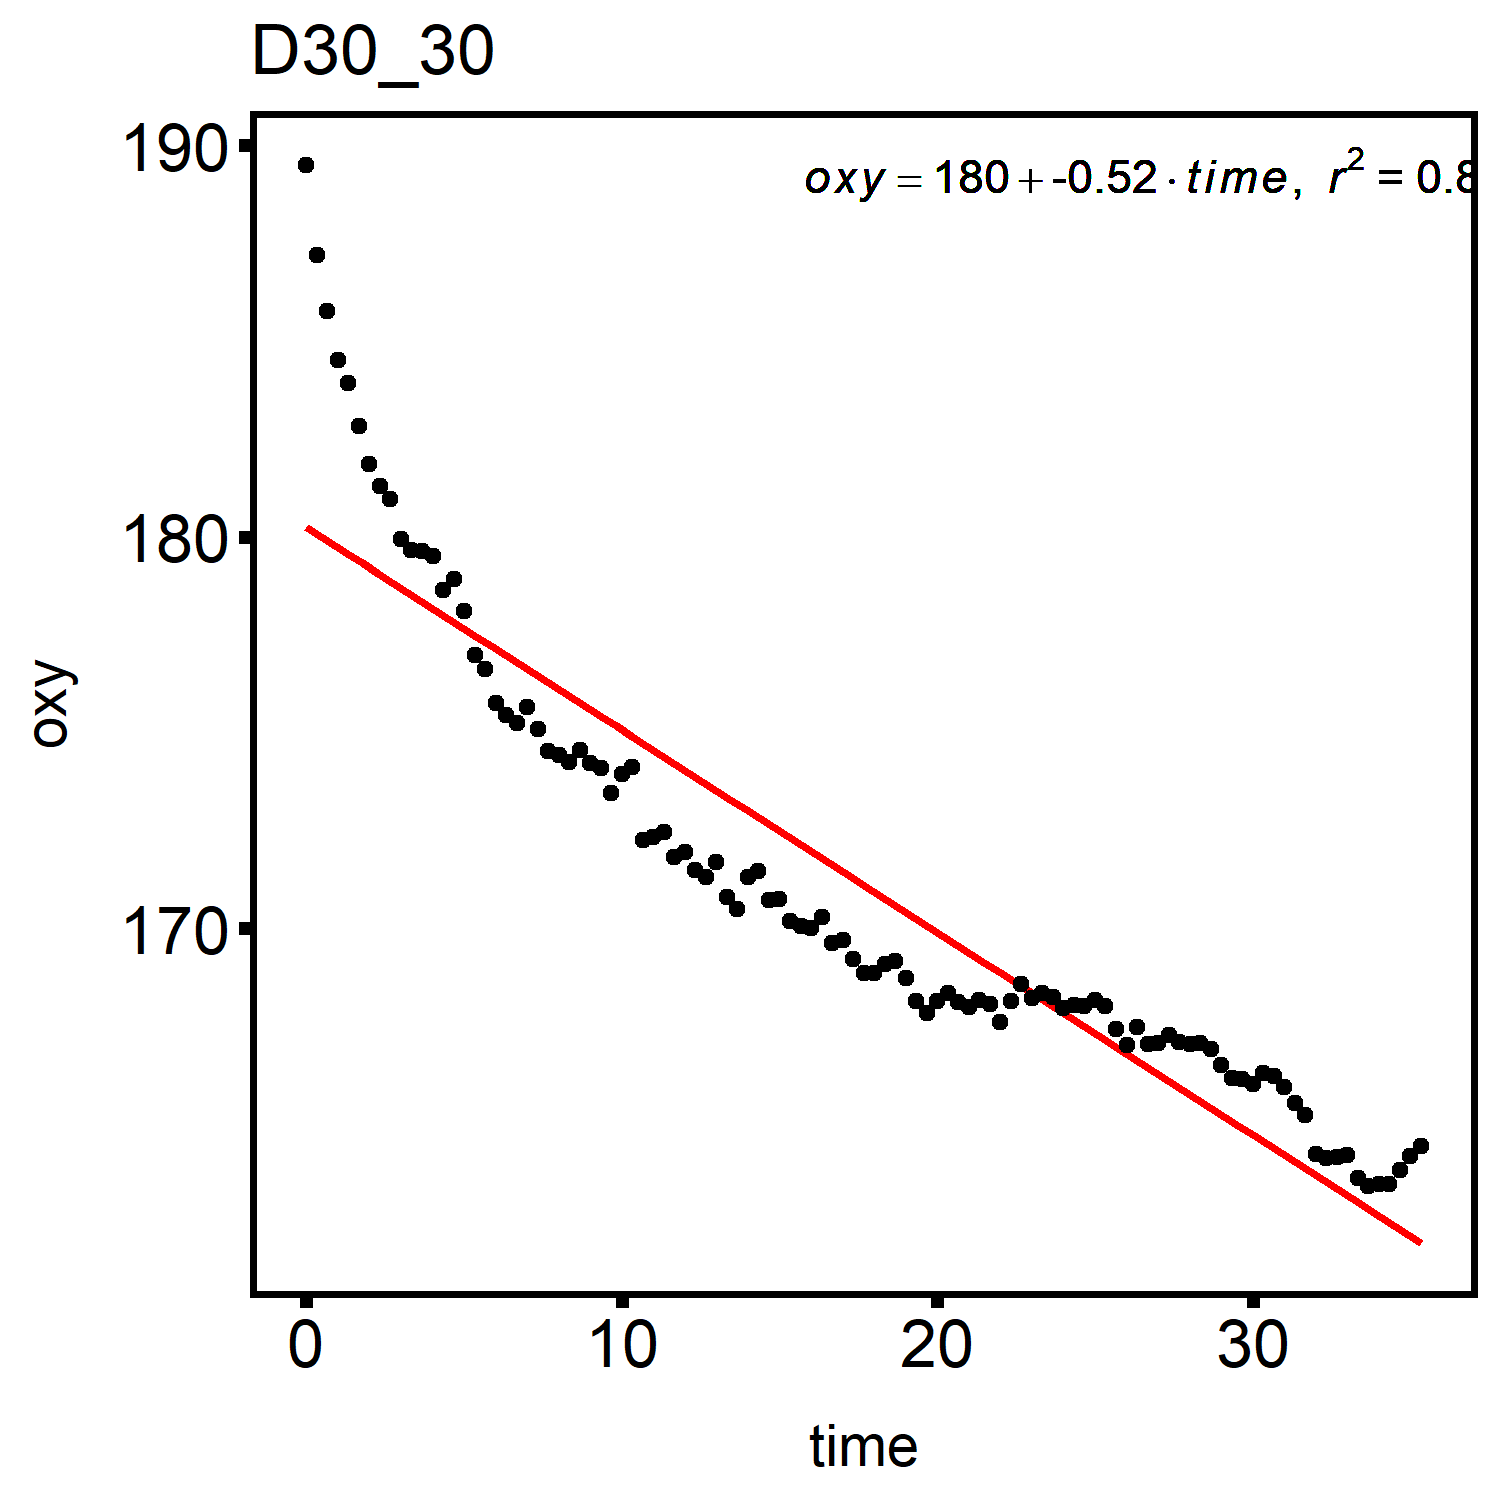 D30_30
oxy = 180 + -0.52 · time, r² = 0.8
190
180
170
oxy
0 10 20 30
time